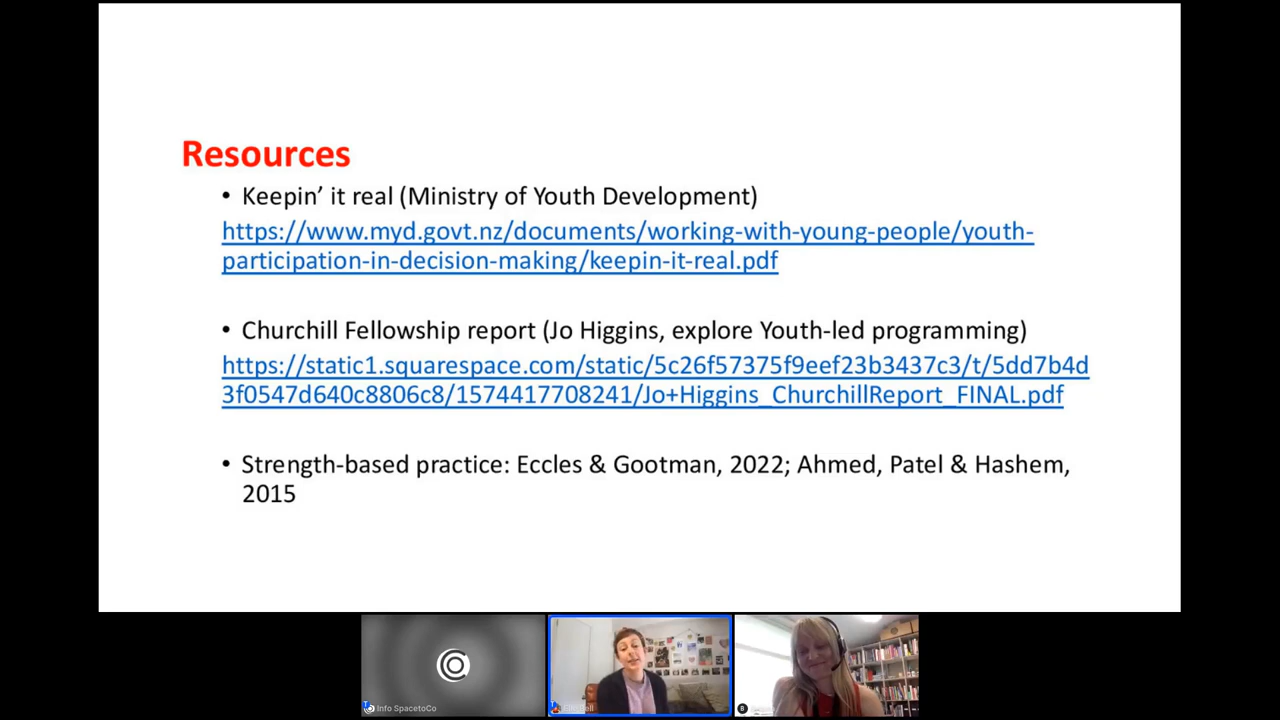 Resources
• Keepin’ it real (Ministry of Youth Development)
https://www.myd.govt.nz/documents/working-with-young-people/youth-
participation-in-decision-making/keepin-it-real.pdf
• Churchill Fellowship report (Jo Higgins, explore Youth-led programming)
https://static1.squarespace.com/static/5c26f57375f9eef23b3437c3/t/5dd7b4d
3f0547d640c8806c8/1574417708241/Jo+Higgins_ChurchillReport_FINAL.pdf
• Strength-based practice: Eccles & Gootman, 2022; Ahmed, Patel & Hashem,
2015
Info SpacetoCo